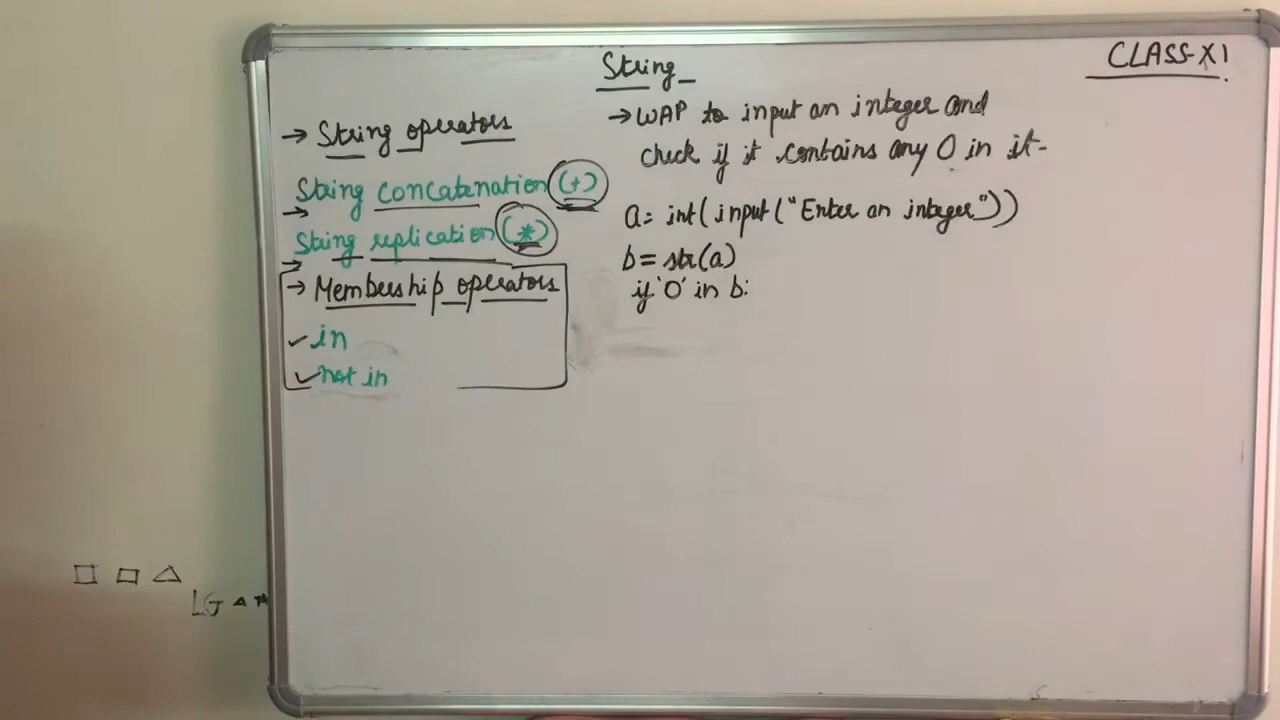 String
CLASS-XI
→ String operators
String concatenation (+)
→
String replication (*)
→
→ Membership operators
✓ in
✓ not in
→ WAP to input an integer and
check if it contains any 0 in it-
a= int(input("Enter an integer"))
b= str(a)
if '0' in b:
□ □ △
LG